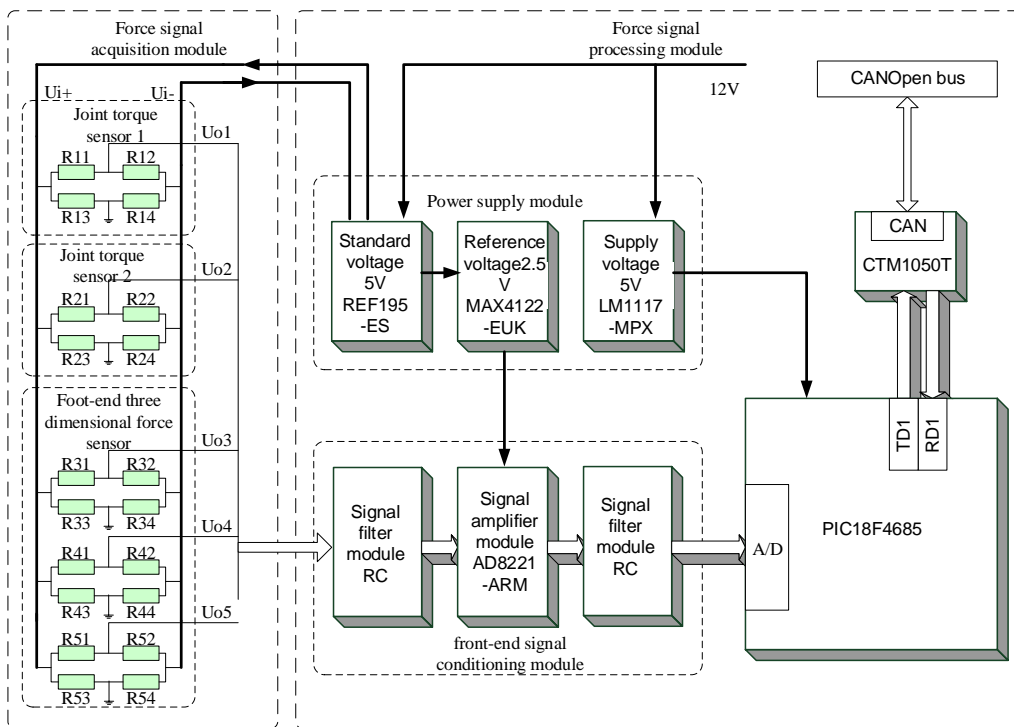 Force signal
acquisition module
Ui+
Ui-
Joint torque
sensor 1
Uo1
R11
R12
R13
R14
Joint torque
sensor 2
Uo2
R21
R22
R23
R24
Foot-end three
dimensional force
sensor
Uo3
R31
R32
R33
R34
Uo4
R41
R42
R43
R44
Uo5
R51
R52
R53
R54
Force signal
processing module
12V
Power supply module
Standard
voltage
5V
REF195
-ES
Reference
voltage2.5
V
MAX4122
-EUK
Supply
voltage
5V
LM1117
-MPX
Signal
filter
module
RC
Signal
amplifier
module
AD8221
-ARM
Signal
filter
module
RC
front-end signal
conditioning module
CANOpen bus
CAN
CTM1050T
TD1
RD1
A/D
PIC18F4685